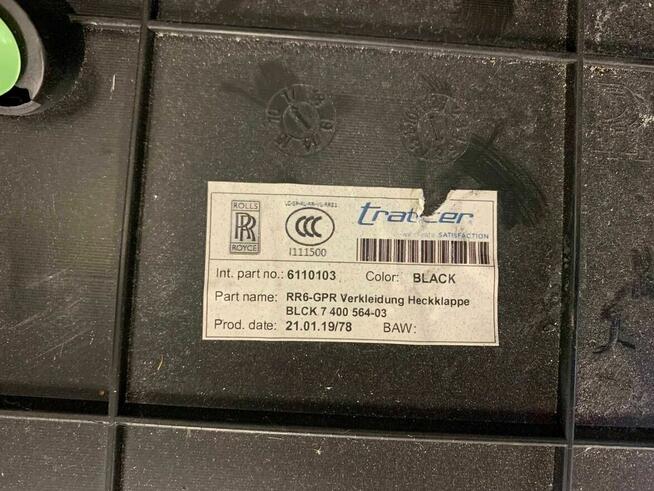 ROLLS
RR
ROYCE
CCC
I111500
SATISFACTION
Int. part no.: 6110103 Color: BLACK
Part name: RR6-GPR Verkleidung Heckklappe
BLCK 7 400 564-03
Prod. date: 21.01.19/78 BAW: